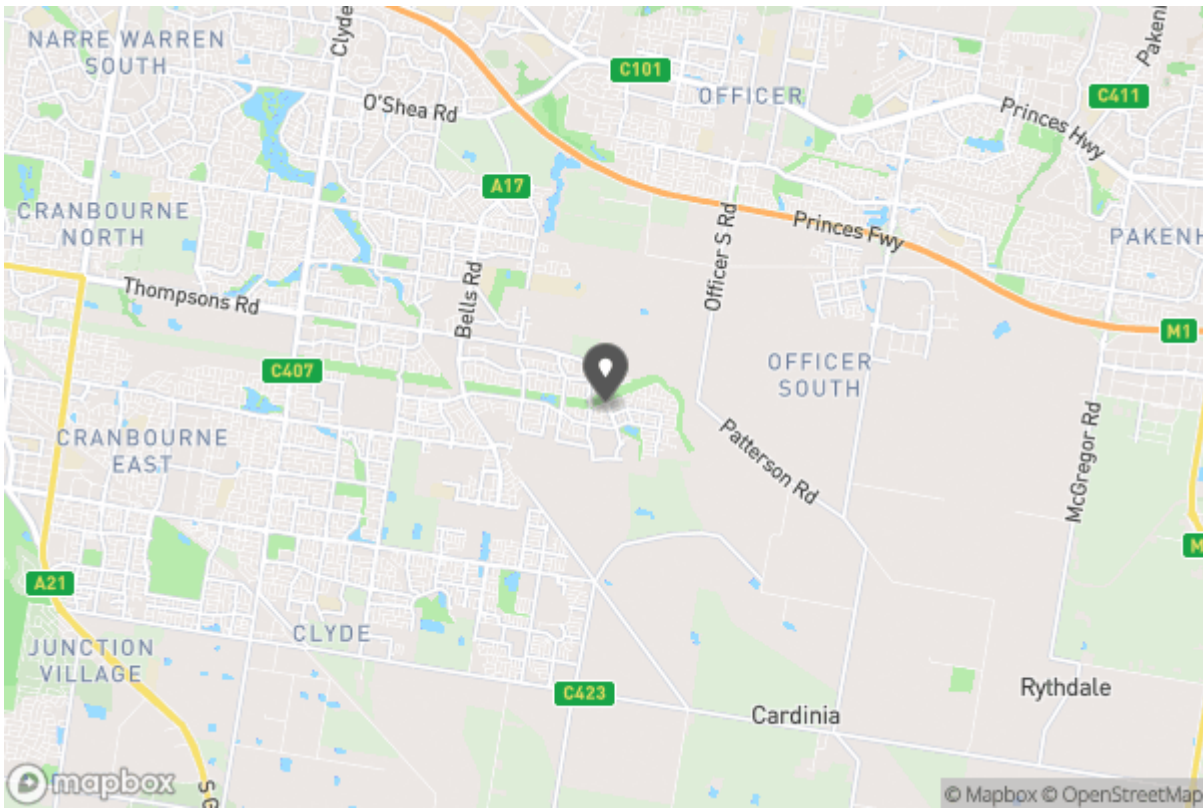 NARRE WARREN
SOUTH
Clyde
O'Shea Rd
C101
OFFICER
C411
Princes Hwy
A17
CRANBOURNE
NORTH
Officer S Rd
Princes Fwy
Thompsons Rd
Bells Rd
M1
C407
OFFICER
SOUTH
CRANBOURNE
EAST
Patterson Rd
McGregor Rd
A21
CLYDE
JUNCTION
VILLAGE
C423
Rythdale
Cardinia
mapbox
© Mapbox © OpenStreetMap
Paken
PAKENH
M
S G